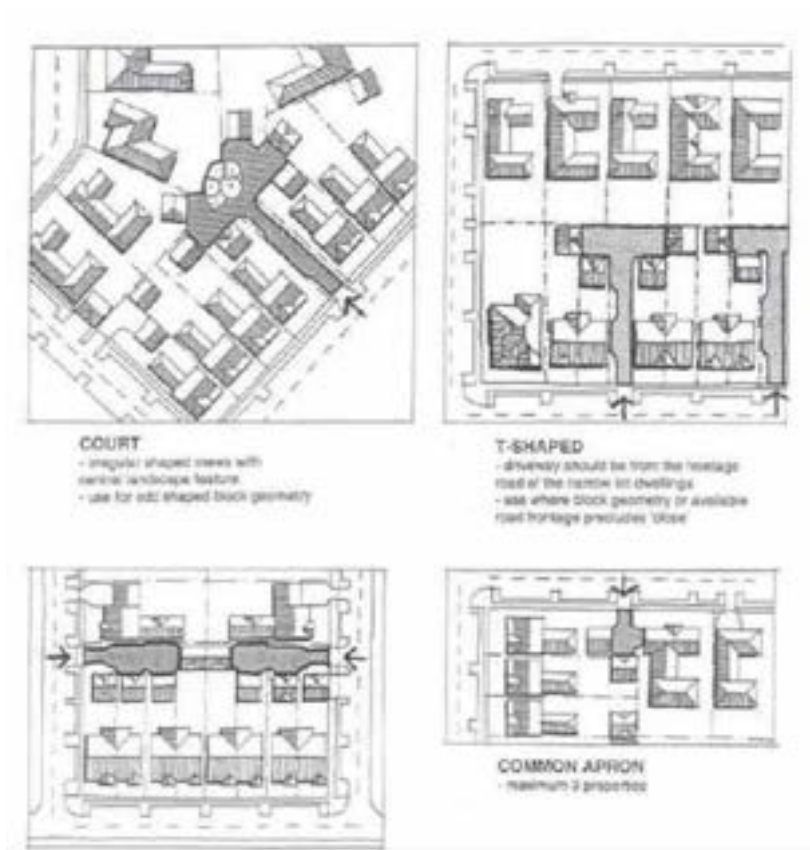 COURT
- irregular shaped mews with
central landscape feature
- use for odd shaped block geometry
T-SHAPED
- driveway should be from the frontage
road of the narrow lot dwellings
- use where block geometry or available
road frontage precludes 'close'
COMMON APRON
- maximum 3 properties